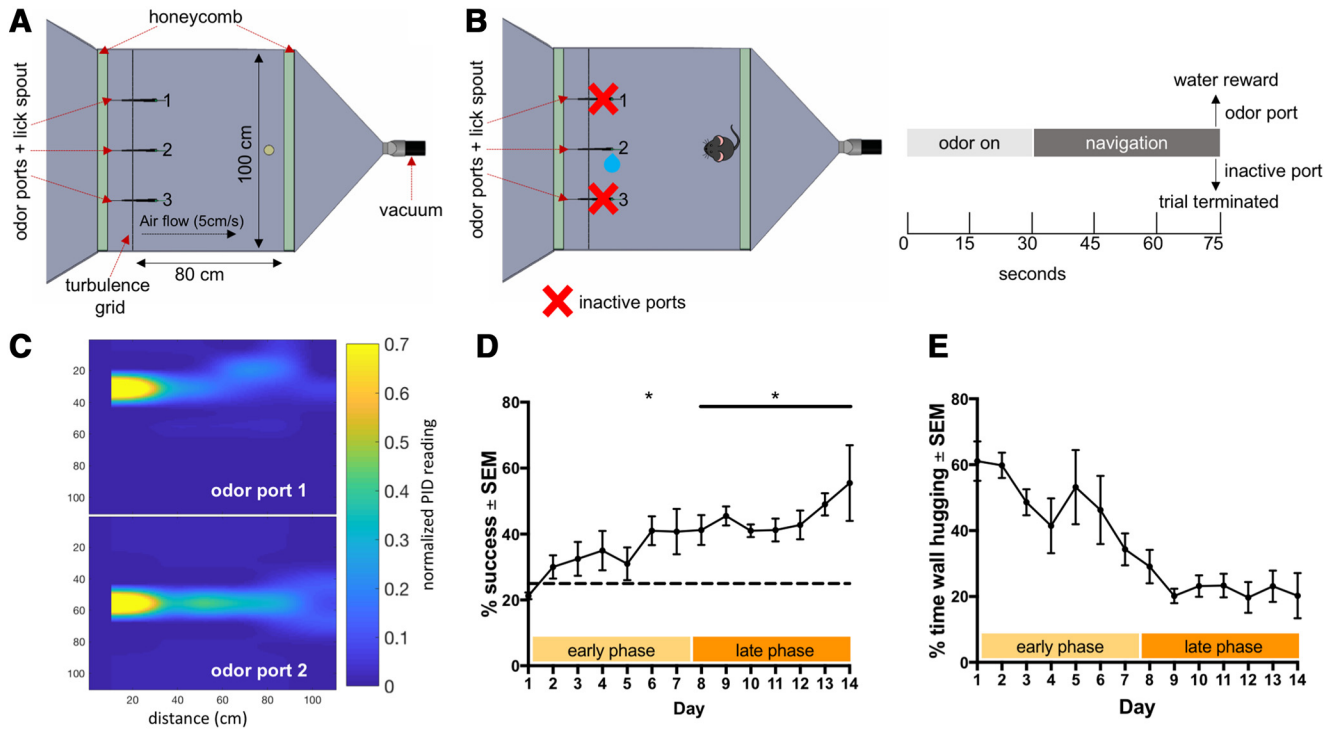 A
honeycomb
odor ports + lick spout
1
2
3
100 cm
Air flow (5cm/s)
80 cm
vacuum
turbulence
grid
B
odor ports + lick spout
1
2
3
inactive ports
water reward
odor port
odor on
navigation
inactive port
trial terminated
0
15
30
45
60
75
seconds
C
20
40
60
80
100
odor port 1
20
40
60
80
100
odor port 2
20
40
60
80
100
distance (cm)
0.7
0.6
0.5
0.4
0.3
0.2
0.1
0
normalized PID reading
D
% success ± SEM
80
60
40
20
0
*
*
early phase
late phase
1 2 3 4 5 6 7 8 9 10 11 12 13 14
Day
E
% time wall hugging ± SEM
80
60
40
20
0
early phase
late phase
1 2 3 4 5 6 7 8 9 10 11 12 13 14
Day